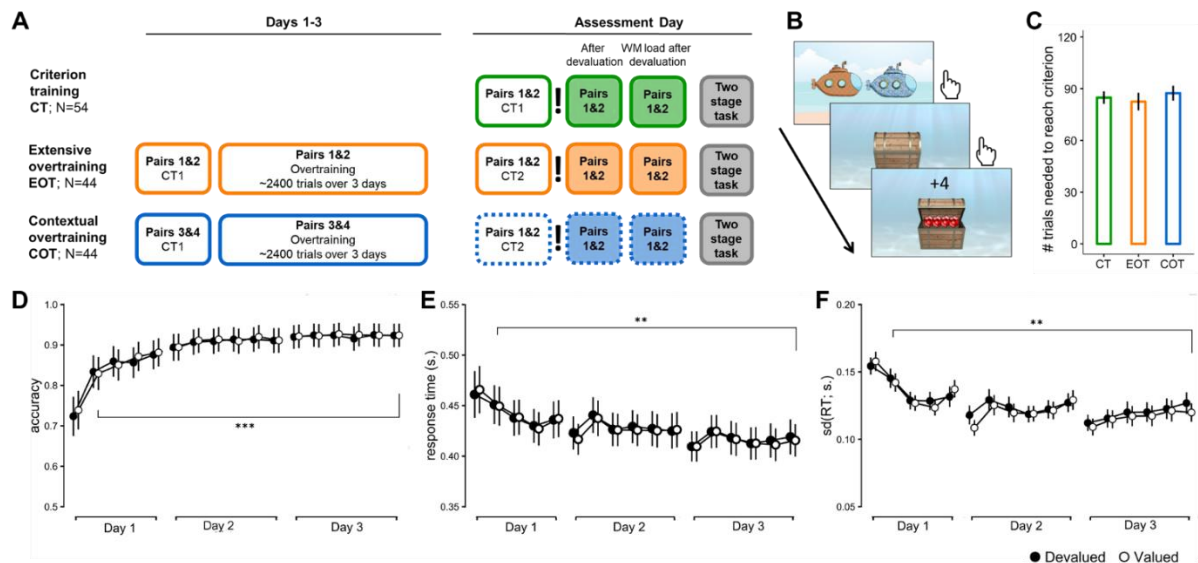 A
Days 1-3
Assessment Day
After
devaluation
WM load after
devaluation
Criterion
training
CT; N=54
Pairs 1&2
CT1
!
Pairs
1&2
Pairs
1&2
Two
stage
task
Extensive
overtraining
EOT; N=44
Pairs 1&2
CT1
Pairs 1&2
Overtraining
~2400 trials over 3 days
Pairs 1&2
CT2
!
Pairs
1&2
Pairs
1&2
Two
stage
task
Contextual
overtraining
COT; N=44
Pairs 3&4
CT1
Pairs 3&4
Overtraining
~2400 trials over 3 days
Pairs 1&2
CT2
!
Pairs
1&2
Pairs
1&2
Two
stage
task
B
+4
C
# trials needed to reach criterion
120
90
60
30
0
CT EOT COT
D
accuracy
1.0
0.9
0.8
0.7
0.6
0.5
***
Day 1 Day 2 Day 3
E
response time (s.)
0.55
0.50
0.45
0.40
0.35
**
Day 1 Day 2 Day 3
F
sd(RT; s.)
0.20
0.15
0.10
0.05
**
Day 1 Day 2 Day 3
Devalued Valued